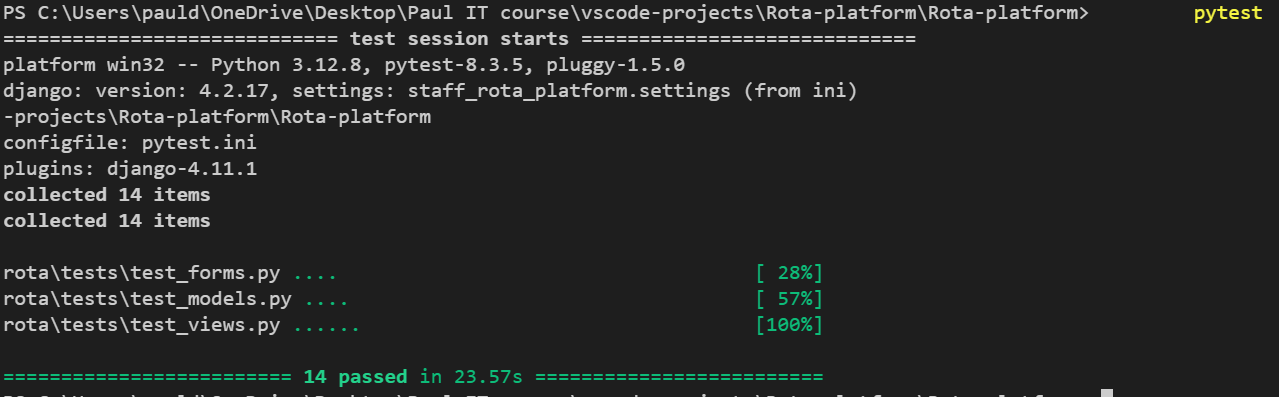 PS C:\Users\pauld\OneDrive\Desktop\Paul IT course\vscode-projects\Rota-platform\Rota-platform> pytest
============================= test session starts =============================
platform win32 -- Python 3.12.8, pytest-8.3.5, pluggy-1.5.0
django: version: 4.2.17, settings: staff_rota_platform.settings (from ini)
-projects\Rota-platform\Rota-platform
configfile: pytest.ini
plugins: django-4.11.1
collected 14 items
collected 14 items
rota\tests\test_forms.py .... [ 28%]
rota\tests\test_models.py .... [ 57%]
rota\tests\test_views.py ...... [100%]
========================= 14 passed in 23.57s =========================